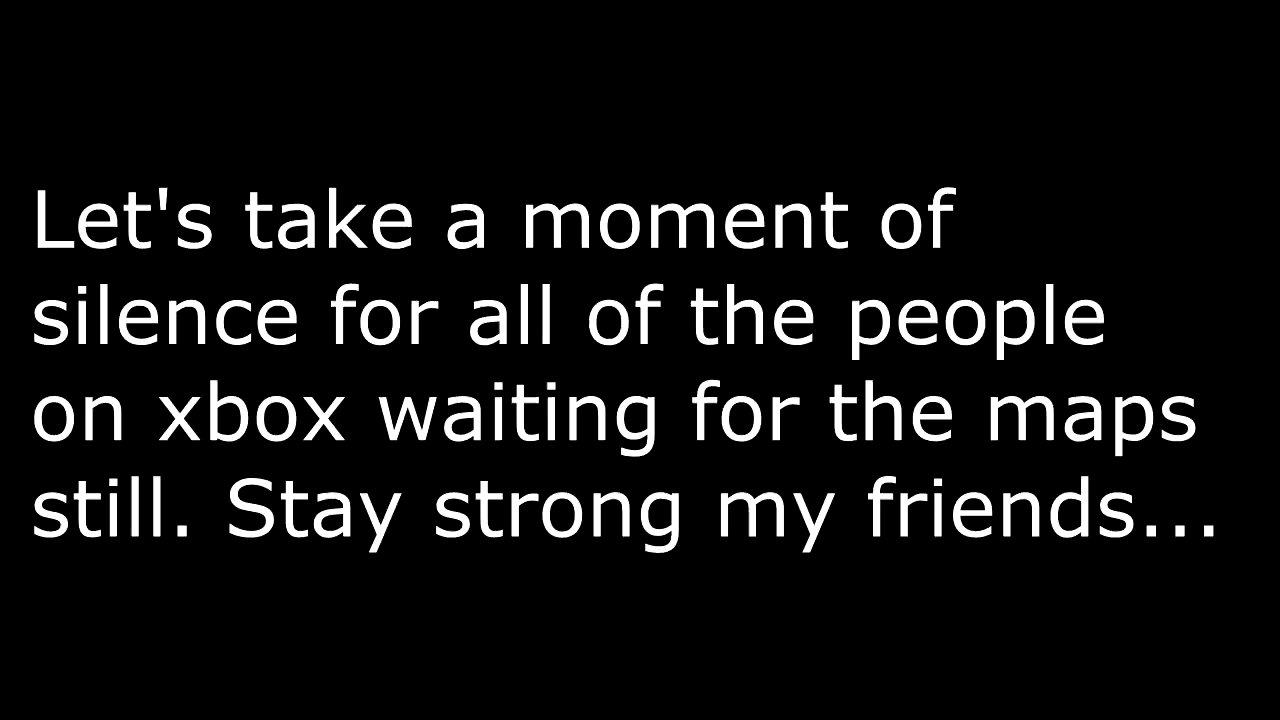 Let's take a moment of
silence for all of the people
on xbox waiting for the maps
still. Stay strong my friends...